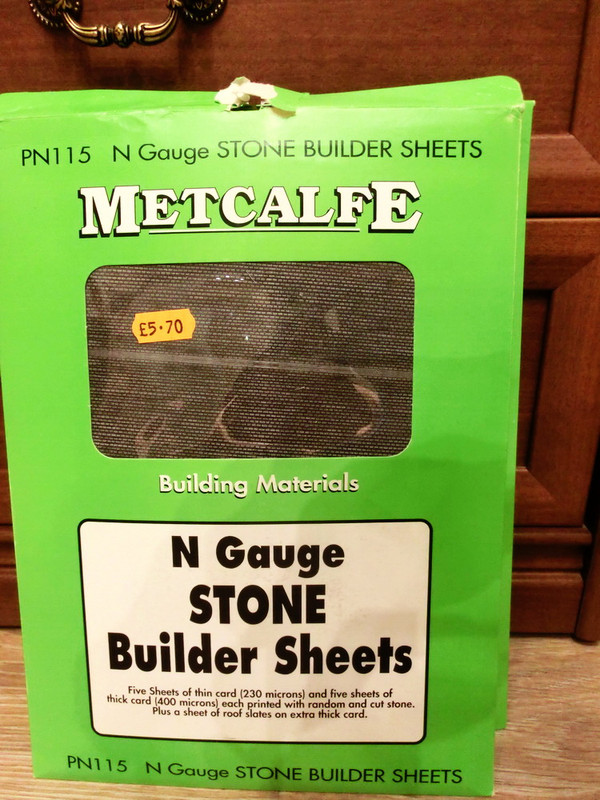 PN115 N Gauge STONE BUILDER SHEETS
METCALFE
£5.70
Building Materials
N Gauge
STONE
Builder Sheets
Five Sheets of thin card (230 microns) and five sheets of
thick card (400 microns) each printed with random and cut stone.
Plus a sheet of roof slates on extra thick card.
PN115 N Gauge STONE BUILDER SHEETS